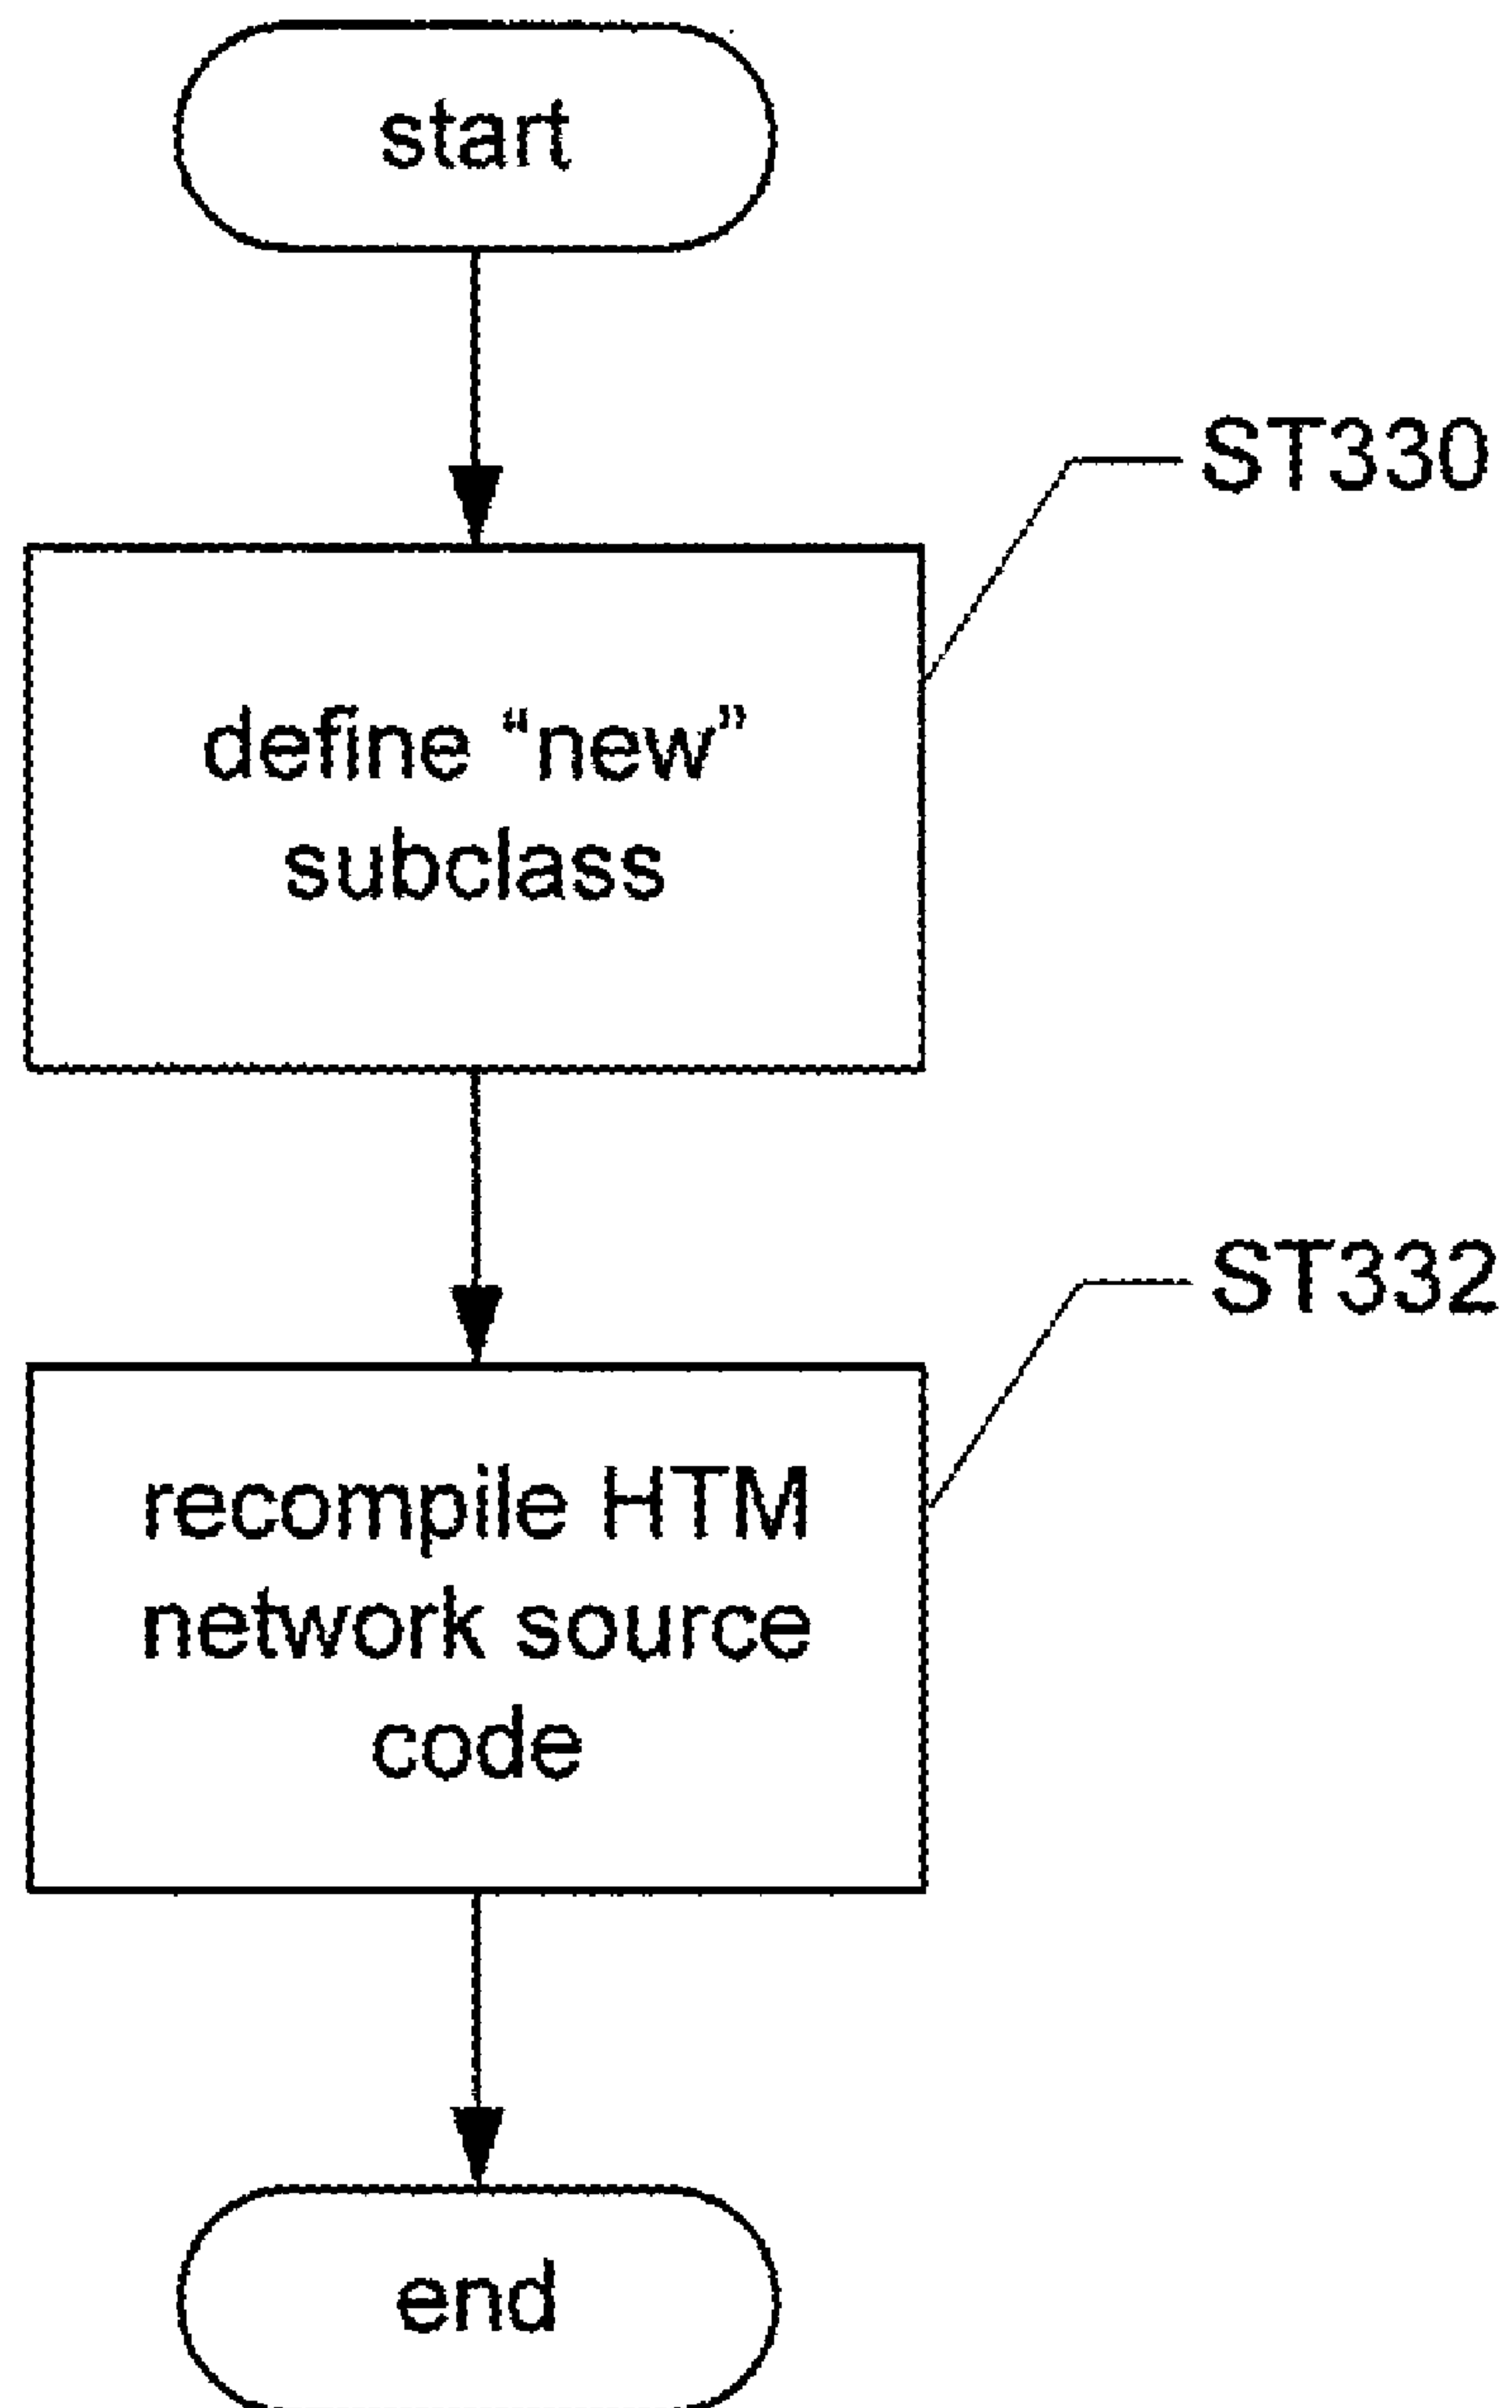 start
ST330
define “new”
subclass
ST332
recompile HTM
network source
code
end